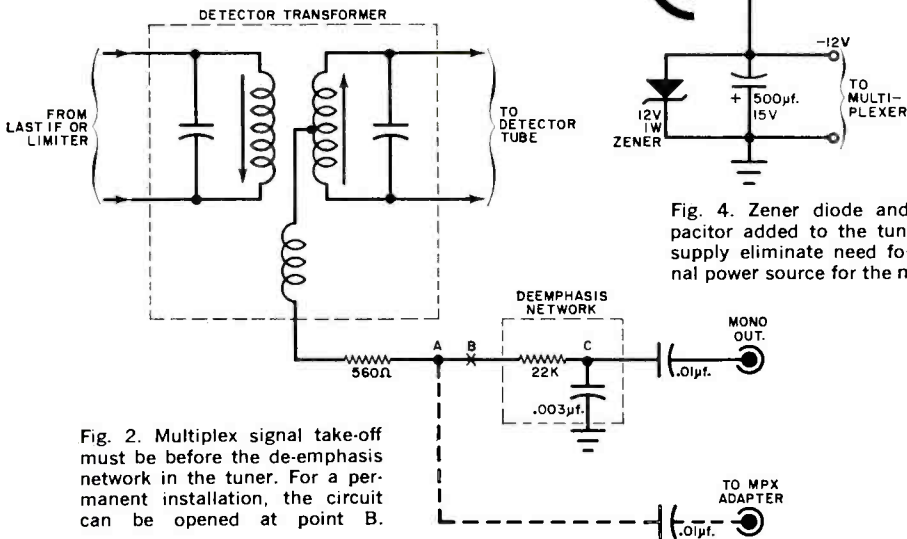 DETECTOR TRANSFORMER
FROM
LAST IF OR
LIMITER
TO
DETECTOR
TUBE
-12V
+ 500µf.
15V
12V
1W
ZENER
TO
MULTI-
PLEXER
Fig. 4. Zener diode and
pacitor added to the tun
supply eliminate need fo
nal power source for the
DEEMPHASIS
NETWORK
MONO
OUT.
A
B
C
560Ω
22K
.01µf.
.003µf.
Fig. 2. Multiplex signal take-off
must be before the de-emphasis
network in the tuner. For a per-
manent installation, the circuit
can be opened at point B.
TO MPX
ADAPTER
.01µf.